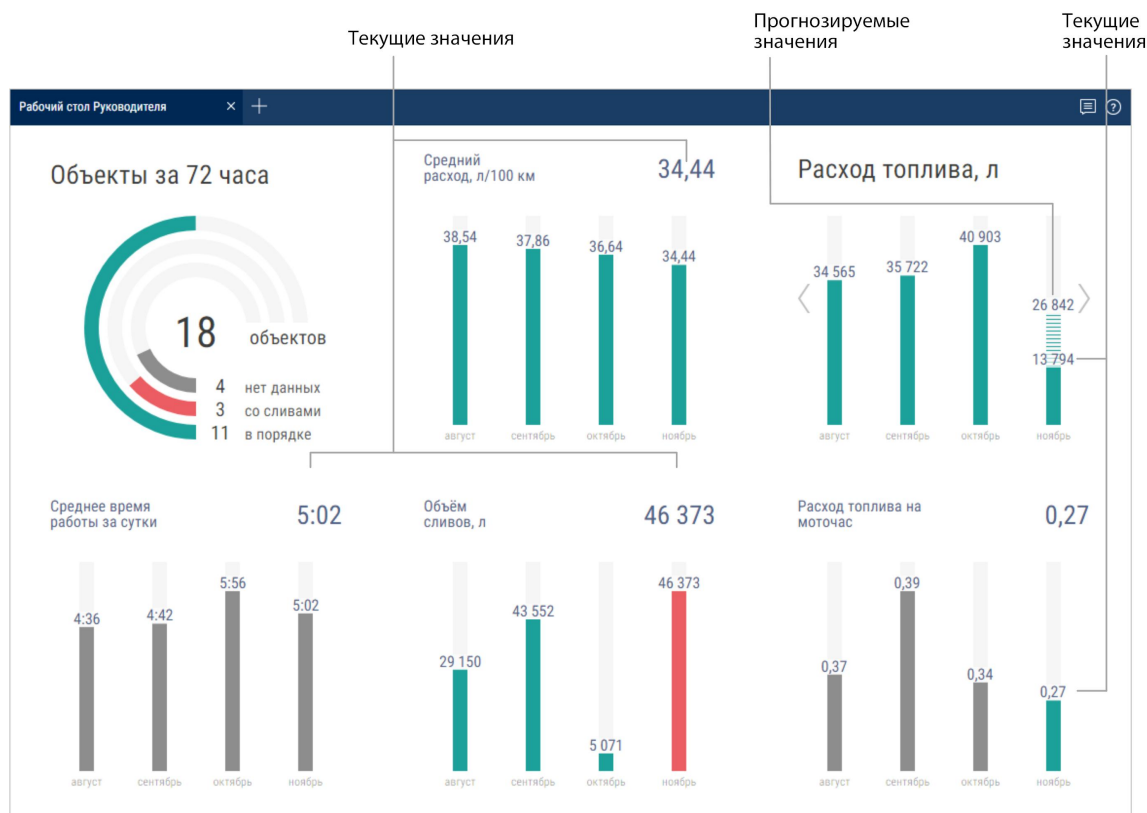 Текущие значения
Прогнозируемые
значения
Текущие
значения
Рабочий стол Руководителя
Объекты за 72 часа
18 объектов
4 нет данных
3 со сливами
11 в порядке
Средний
расход, л/100 км
34,44
38,54
37,86
36,64
34,44
август сентябрь октябрь ноябрь
Расход топлива, л
34 565
35 722
40 903
26 842
13 794
август сентябрь октябрь ноябрь
Среднее время
работы за сутки
5:02
4:36
4:42
5:56
5:02
август сентябрь октябрь ноябрь
Объём
сливов, л
46 373
29 150
43 552
5 071
46 373
август сентябрь октябрь ноябрь
Расход топлива на
моточас
0,27
0,37
0,39
0,34
0,27
август сентябрь октябрь ноябрь